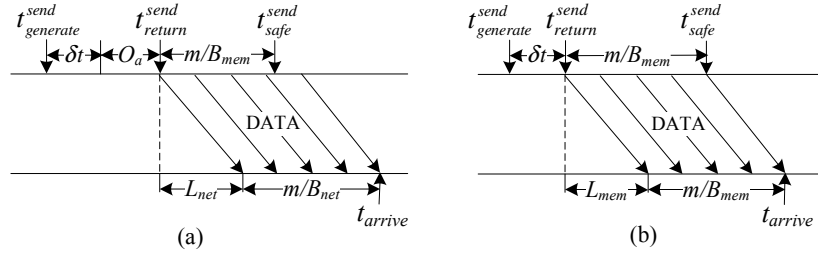 t_generate^send t_return^send t_safe^send
δt O_a m/B_mem
DATA
L_net m/B_net
t_arrive
(a)
t_generate^send t_return^send t_safe^send
δt m/B_mem
DATA
L_mem m/B_mem
t_arrive
(b)